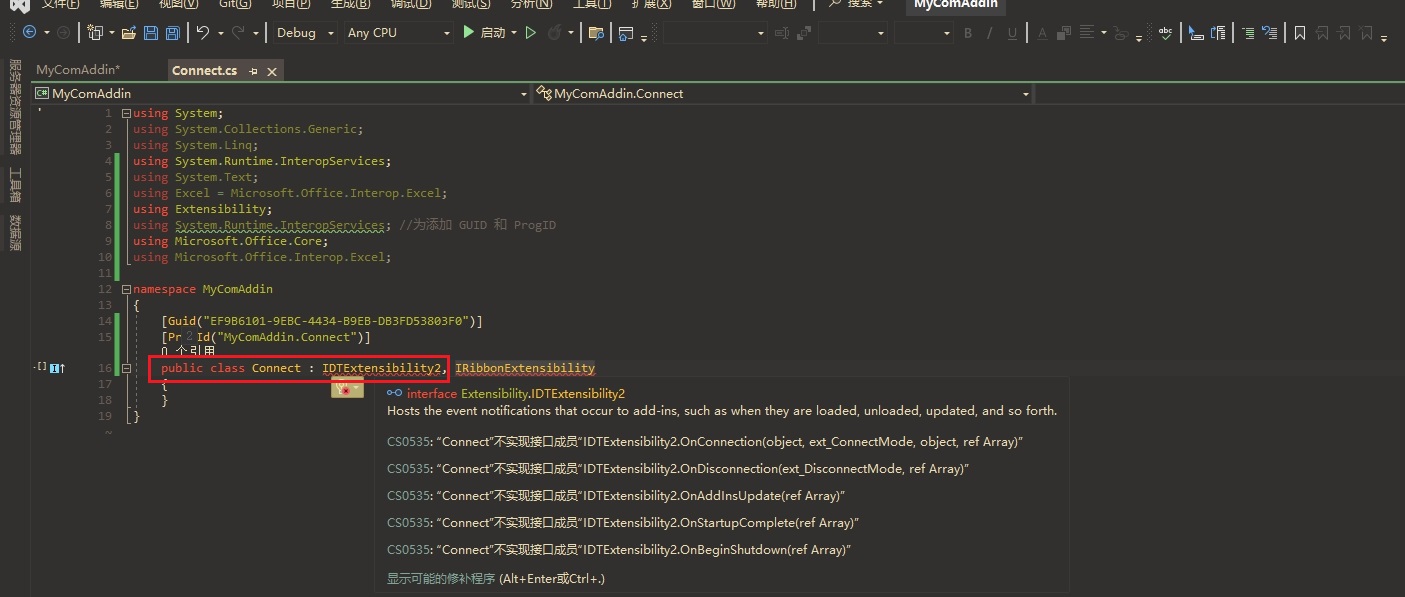 文件(F) 编辑(E) 视图(V) Git(G) 项目(P) 生成(B) 调试(D) 测试(S) 分析(N) 工具(T) 扩展(X) 窗口(W) 帮助(H) 搜索 MyComAddin
Debug Any CPU 启动
MyComAddin* Connect.cs
服务器资源管理器
工具箱
数据源
C# MyComAddin MyComAddin.Connect
1 using System;
2 using System.Collections.Generic;
3 using System.Linq;
4 using System.Runtime.InteropServices;
5 using System.Text;
6 using Excel = Microsoft.Office.Interop.Excel;
7 using Extensibility;
8 using System.Runtime.InteropServices; //为添加 GUID 和 ProgID
9 using Microsoft.Office.Core;
10 using Microsoft.Office.Interop.Excel;
11
12 namespace MyComAddin
13 {
14 [Guid("EF9B6101-9EBC-4434-B9EB-DB3FD53803F0")]
15 [Pr 2 Id("MyComAddin.Connect")]
0 个引用
16 public class Connect : IDTExtensibility2, IRibbonExtensibility
17 {
18 }
19 }
interface Extensibility.IDTExtensibility2
Hosts the event notifications that occur to add-ins, such as when they are loaded, unloaded, updated, and so forth.
CS0535: “Connect”不实现接口成员“IDTExtensibility2.OnConnection(object, ext_ConnectMode, object, ref Array)”
CS0535: “Connect”不实现接口成员“IDTExtensibility2.OnDisconnection(ext_DisconnectMode, ref Array)”
CS0535: “Connect”不实现接口成员“IDTExtensibility2.OnAddInsUpdate(ref Array)”
CS0535: “Connect”不实现接口成员“IDTExtensibility2.OnStartupComplete(ref Array)”
CS0535: “Connect”不实现接口成员“IDTExtensibility2.OnBeginShutdown(ref Array)”
显示可能的修补程序 (Alt+Enter或Ctrl+.)